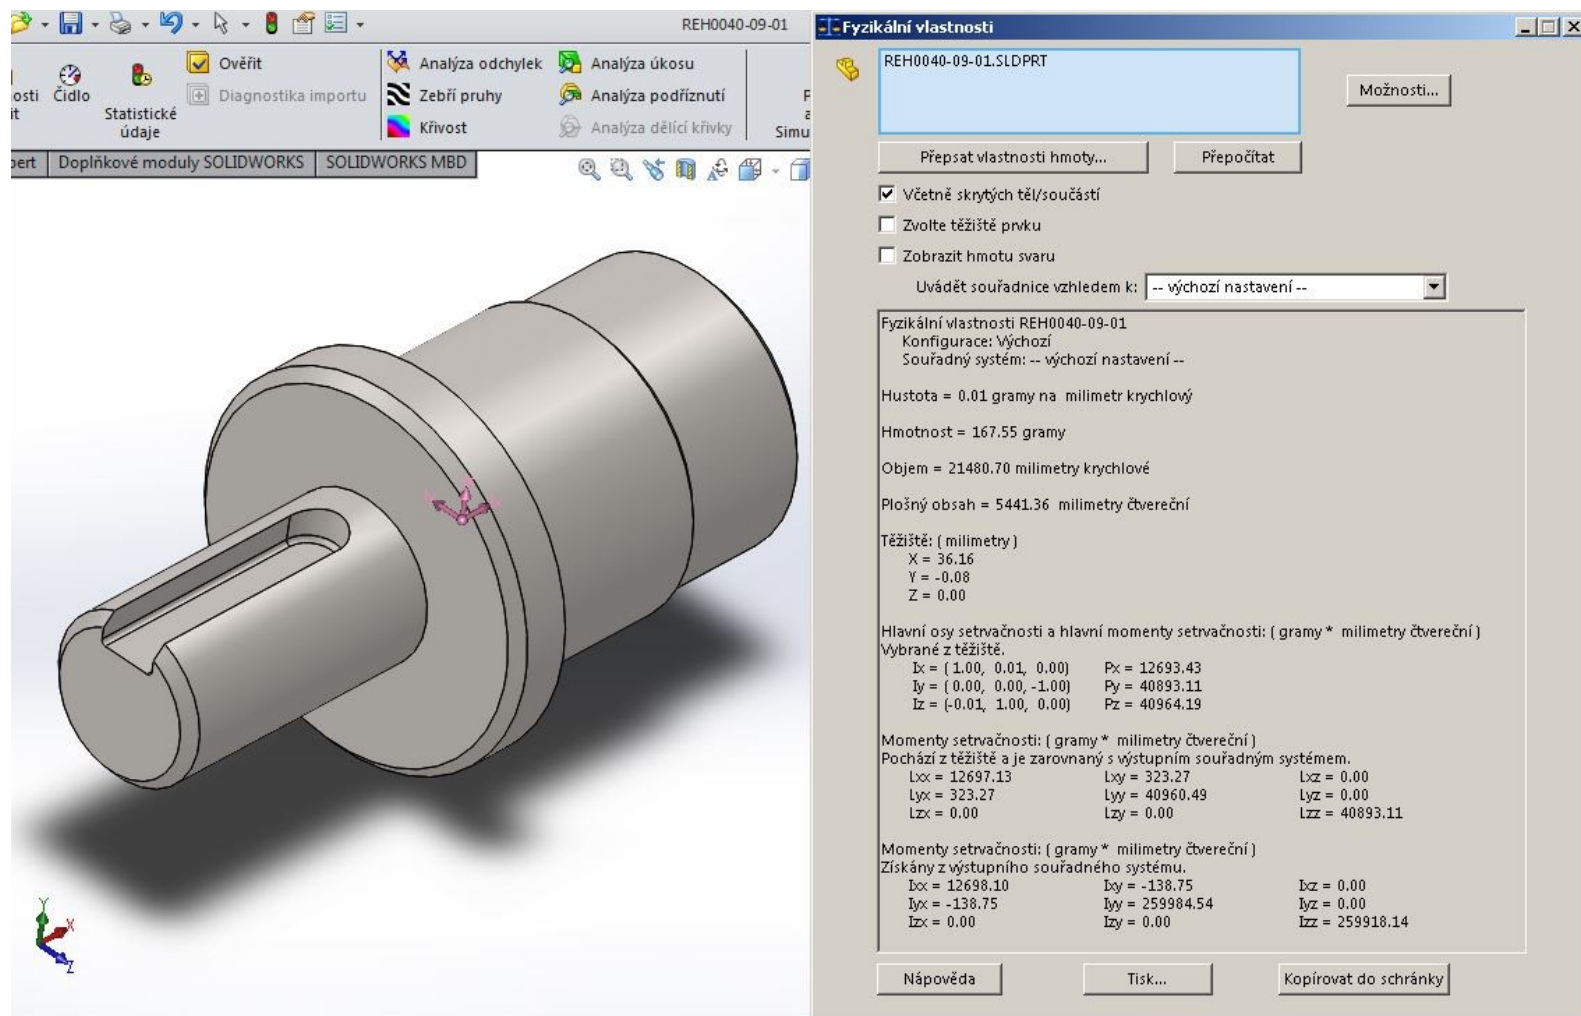 REH0040-09-01
Čidlo
Statistické
údaje
Ověřit
Diagnostika importu
Analýza odchylek
Zebří pruhy
Křivost
Analýza úkosu
Analýza podříznutí
Analýza dělící křivky
Doplňkové moduly SOLIDWORKS
SOLIDWORKS MBD
Y
X
Z
Fyzikální vlastnosti
REH0040-09-01.SLDPRT
Možnosti...
Přepsat vlastnosti hmoty...
Přepočítat
Včetně skrytých těl/součástí
Zvolte těžiště prvku
Zobrazit hmotu svaru
Uvádět souřadnice vzhledem k: -- výchozí nastavení --
Fyzikální vlastnosti REH0040-09-01
Konfigurace: Výchozí
Souřadný systém: -- výchozí nastavení --
Hustota = 0.01 gramy na milimetr krychlový
Hmotnost = 167.55 gramy
Objem = 21480.70 milimetry krychlové
Plošný obsah = 5441.36 milimetry čtvereční
Těžiště: ( milimetry )
X = 36.16
Y = -0.08
Z = 0.00
Hlavní osy setrvačnosti a hlavní momenty setrvačnosti: ( gramy * milimetry čtvereční )
Vybrané z těžiště.
Ix = ( 1.00, 0.01, 0.00) Px = 12693.43
Iy = ( 0.00, 0.00, -1.00) Py = 40893.11
Iz = (-0.01, 1.00, 0.00) Pz = 40964.19
Momenty setrvačnosti: ( gramy * milimetry čtvereční )
Pochází z těžiště a je zarovnaný s výstupním souřadným systémem.
Lxx = 12697.13 Lxy = 323.27 Lxz = 0.00
Lyx = 323.27 Lyy = 40960.49 Lyz = 0.00
Lzx = 0.00 Lzy = 0.00 Lzz = 40893.11
Momenty setrvačnosti: ( gramy * milimetry čtvereční )
Získány z výstupního souřadného systému.
Ixx = 12698.10 Ixy = -138.75 Ixz = 0.00
Iyx = -138.75 Iyy = 259984.54 Iyz = 0.00
Izx = 0.00 Izy = 0.00 Izz = 259918.14
Nápověda
Tisk...
Kopírovat do schránky